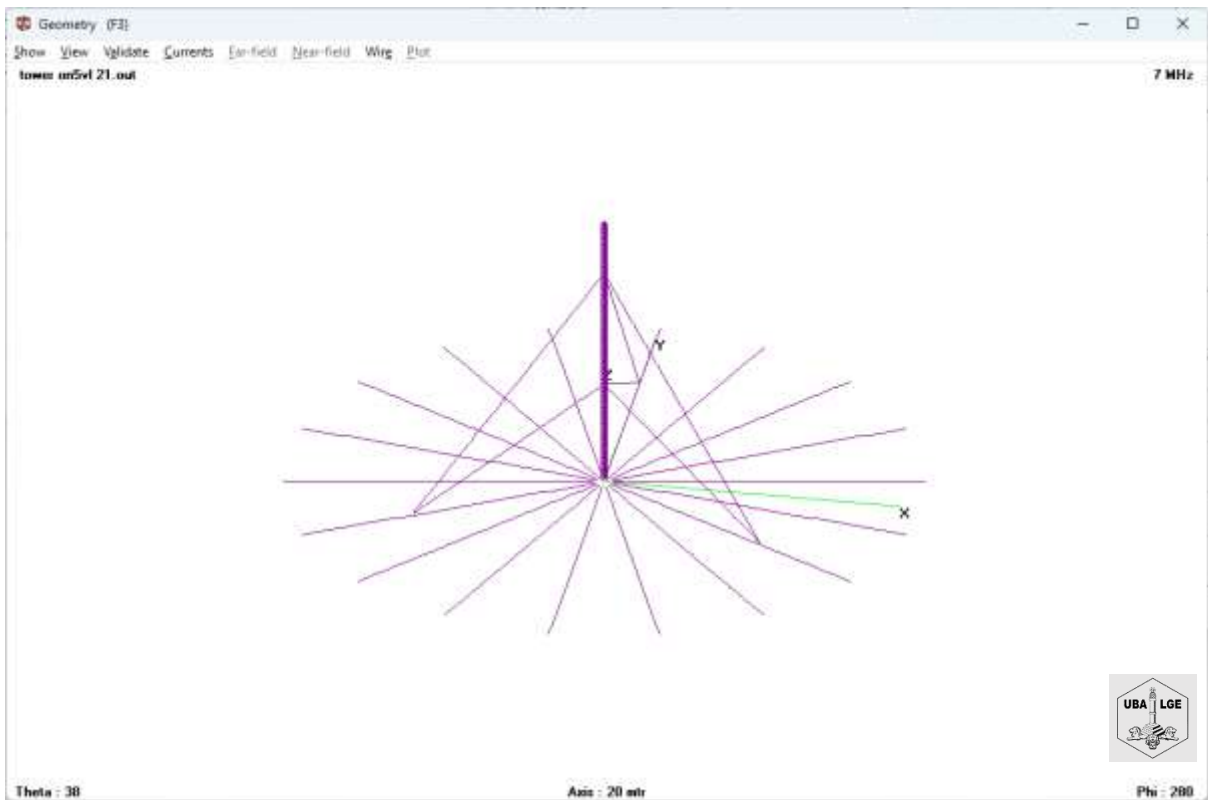 Geometry (F3)
Show View Validate Currents Far-field Near-field Wire Plot
tower on5vl 21.out
7 MHz
Y
Z
X
UBA LGE
Theta : 38
Axis : 20 mtr
Phi : 280